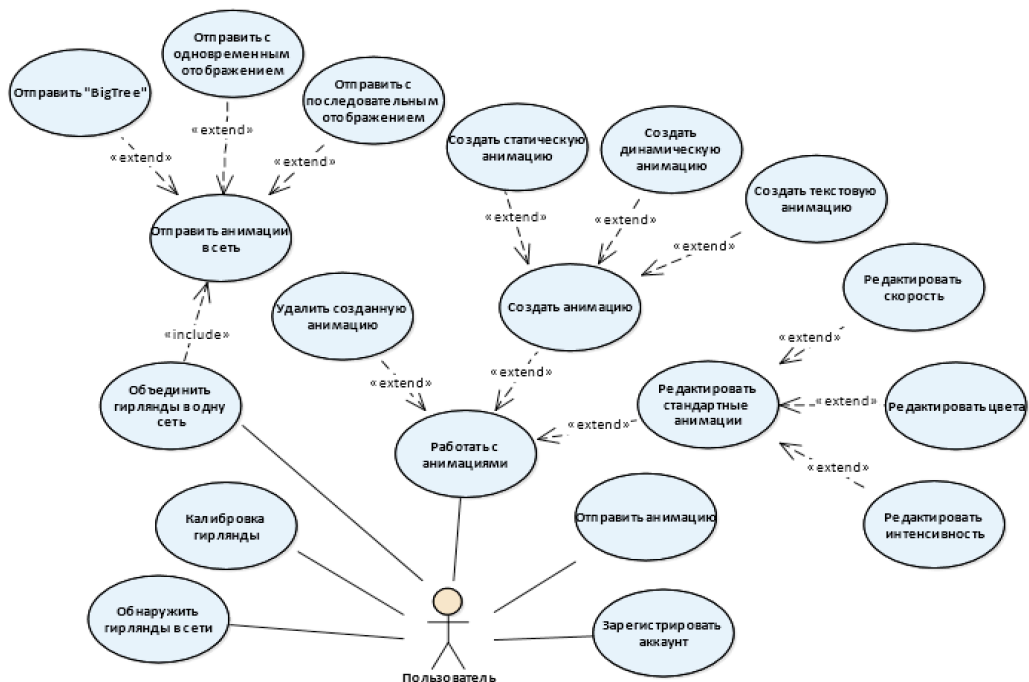 Отправить с
одновременным
отображением
Отправить "BigTree"
Отправить с
последовательным
отображением
«extend»
«extend»
«extend»
Отправить анимации
в сеть
«include»
Объединить
гирлянды в одну
сеть
Создать статическую
анимацию
Создать
динамическую
анимацию
Создать текстовую
анимацию
«extend»
«extend»
«extend»
Создать анимацию
Удалить созданную
анимацию
«extend»
«extend»
Редактировать
скорость
«extend»
Редактировать
стандартные
анимации
«extend»
Редактировать цвета
«extend»
«extend»
Редактировать
интенсивность
Работать с
анимациями
Калибровка
гирлянды
Отправить анимацию
Обнаружить
гирлянды в сети
Зарегистрировать
аккаунт
Пользователь